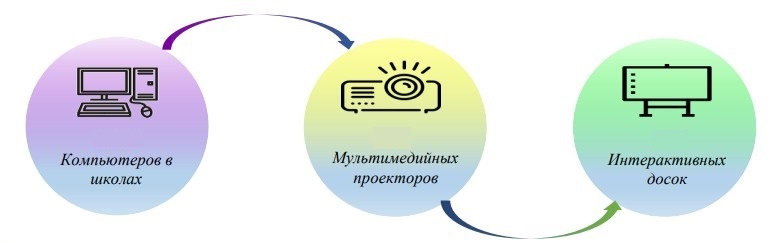 Компьютеров в
школах
Мультимедийных
проекторов
Интерактивных
досок